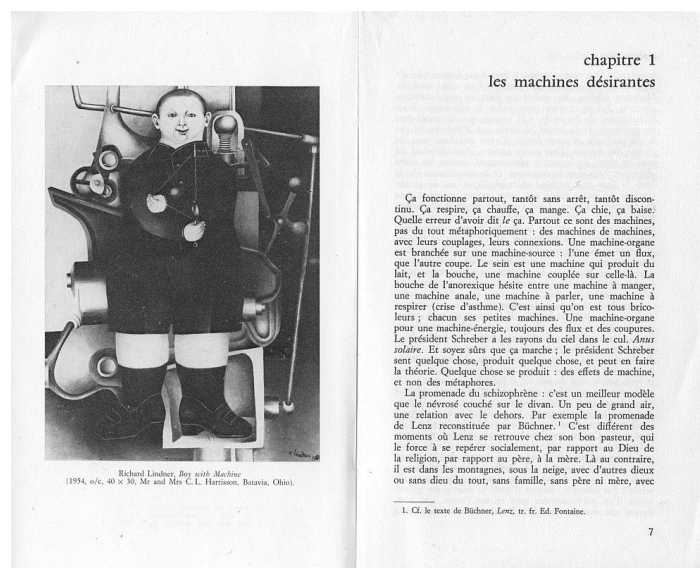 Richard Lindner, Boy with Machine
(1954, o/c, 40 × 30, Mr and Mrs C. L. Harrisson, Batavia, Ohio).
chapitre 1
les machines désirantes
Ça fonctionne partout, tantôt sans arrêt, tantôt discon-
tinu. Ça respire, ça chauffe, ça mange. Ça chie, ça baise.
Quelle erreur d'avoir dit le ça. Partout ce sont des machines,
pas du tout métaphoriquement : des machines de machines,
avec leurs couplages, leurs connexions. Une machine-organe
est branchée sur une machine-source : l'une émet un flux,
que l'autre coupe. Le sein est une machine qui produit du
lait, et la bouche, une machine couplée sur celle-là. La
bouche de l'anorexique hésite entre une machine à manger,
une machine anale, une machine à parler, une machine à
respirer (crise d'asthme). C'est ainsi qu'on est tous brico-
leurs ; chacun ses petites machines. Une machine-organe
pour une machine-énergie, toujours des flux et des coupures.
Le président Schreber a les rayons du ciel dans le cul. Anus
solaire. Et soyez sûrs que ça marche ; le président Schreber
sent quelque chose, produit quelque chose, et peut en faire
la théorie. Quelque chose se produit : des effets de machine,
et non des métaphores.
La promenade du schizophrène : c'est un meilleur modèle
que le névrosé couché sur le divan. Un peu de grand air,
une relation avec le dehors. Par exemple la promenade
de Lenz reconstituée par Büchner. 1 C'est différent des
moments où Lenz se retrouve chez son bon pasteur, qui
le force à se repérer socialement, par rapport au Dieu de
la religion, par rapport au père, à la mère. Là au contraire,
il est dans les montagnes, sous la neige, avec d'autres dieux
ou sans dieu du tout, sans famille, sans père ni mère, avec
1. Cf. le texte de Büchner, Lenz, tr. fr. Ed. Fontaine.
7